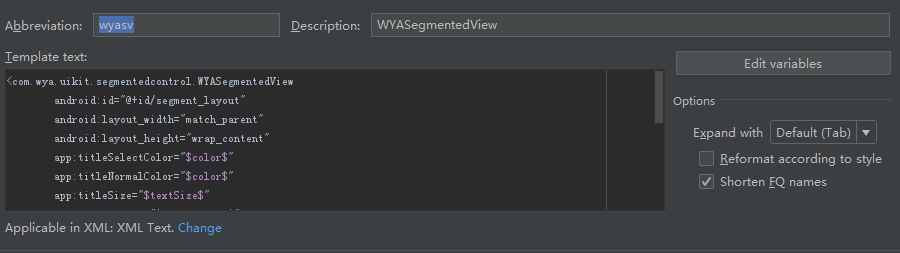 Abbreviation: wyasv Description: WYASegmentedView
Template text:
<com.wya.uikit.segmentedcontrol.WYASegmentedView
android:id="@+id/segment_layout"
android:layout_width="match_parent"
android:layout_height="wrap_content"
app:titleSelectColor="$color$"
app:titleNormalColor="$color$"
app:titleSize="$textSize$"
Edit variables
Options
Expand with Default (Tab)
Reformat according to style
Shorten FQ names
Applicable in XML: XML Text. Change